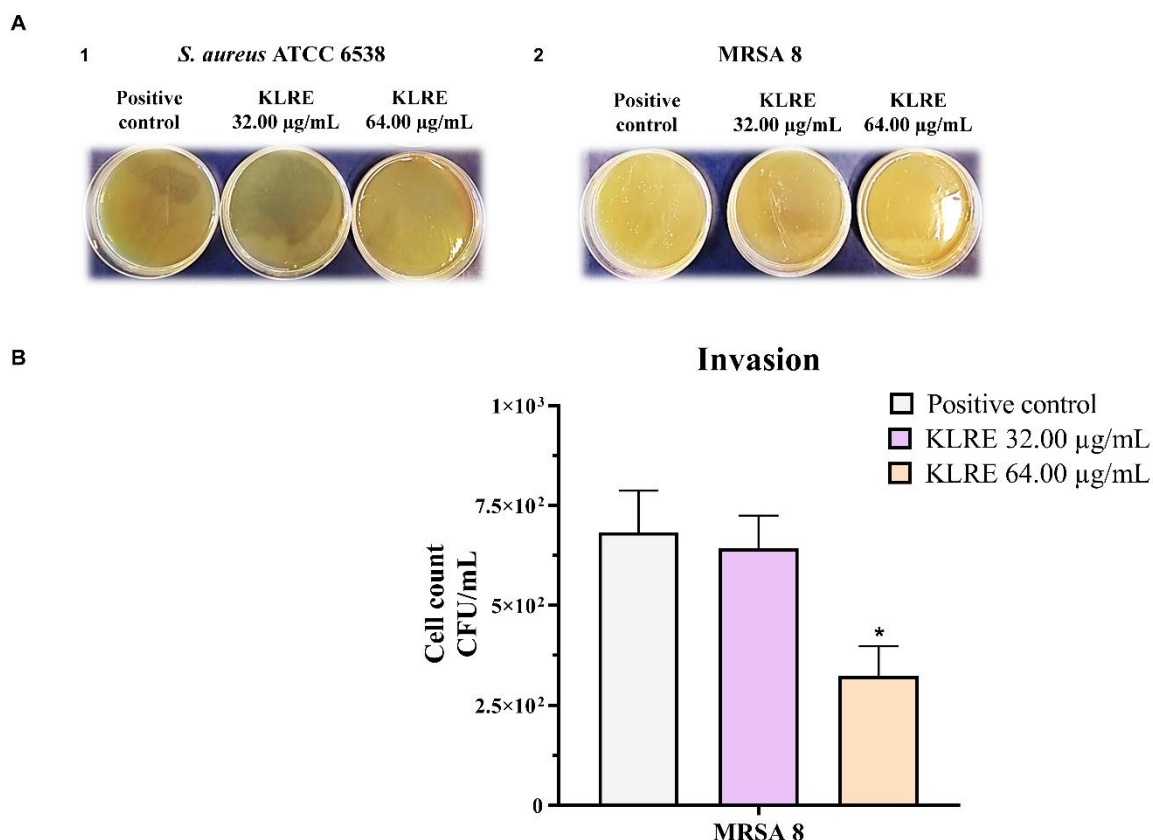 A
1 S. aureus ATCC 6538
Positive control
KLRE 32.00 µg/mL
KLRE 64.00 µg/mL
2 MRSA 8
Positive control
KLRE 32.00 µg/mL
KLRE 64.00 µg/mL
B
Invasion
Positive control
KLRE 32.00 µg/mL
KLRE 64.00 µg/mL
Cell count
CFU/mL
1×10³
7.5×10²
5×10²
2.5×10²
0
*
MRSA 8